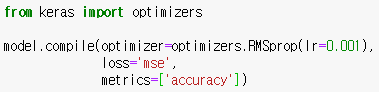 from keras import optimizers
model.compile(optimizer=optimizers.RMSprop(lr=0.001),
loss='mse',
metrics=['accuracy'])